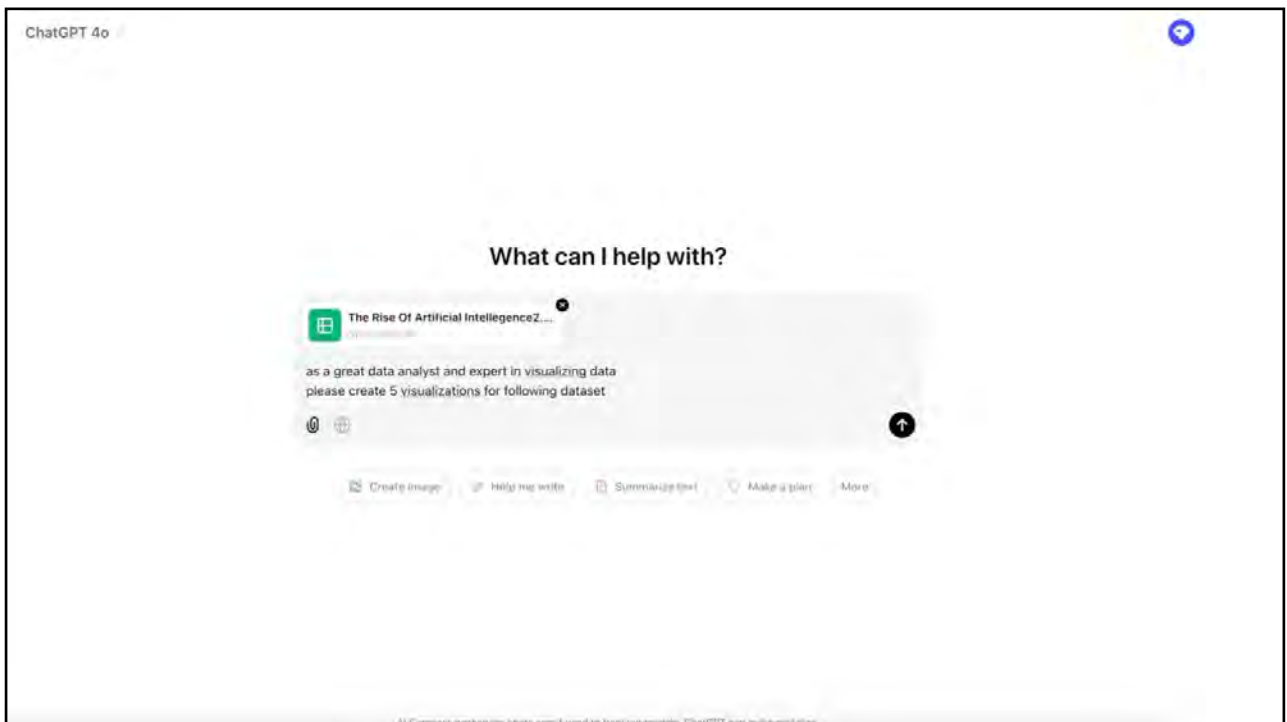 ChatGPT 4o
What can I help with?
The Rise Of Artificial Intellegence2....
as a great data analyst and expert in visualizing data
please create 5 visualizations for following dataset
Create image
Help me write
Summarize text
Make a plan
More